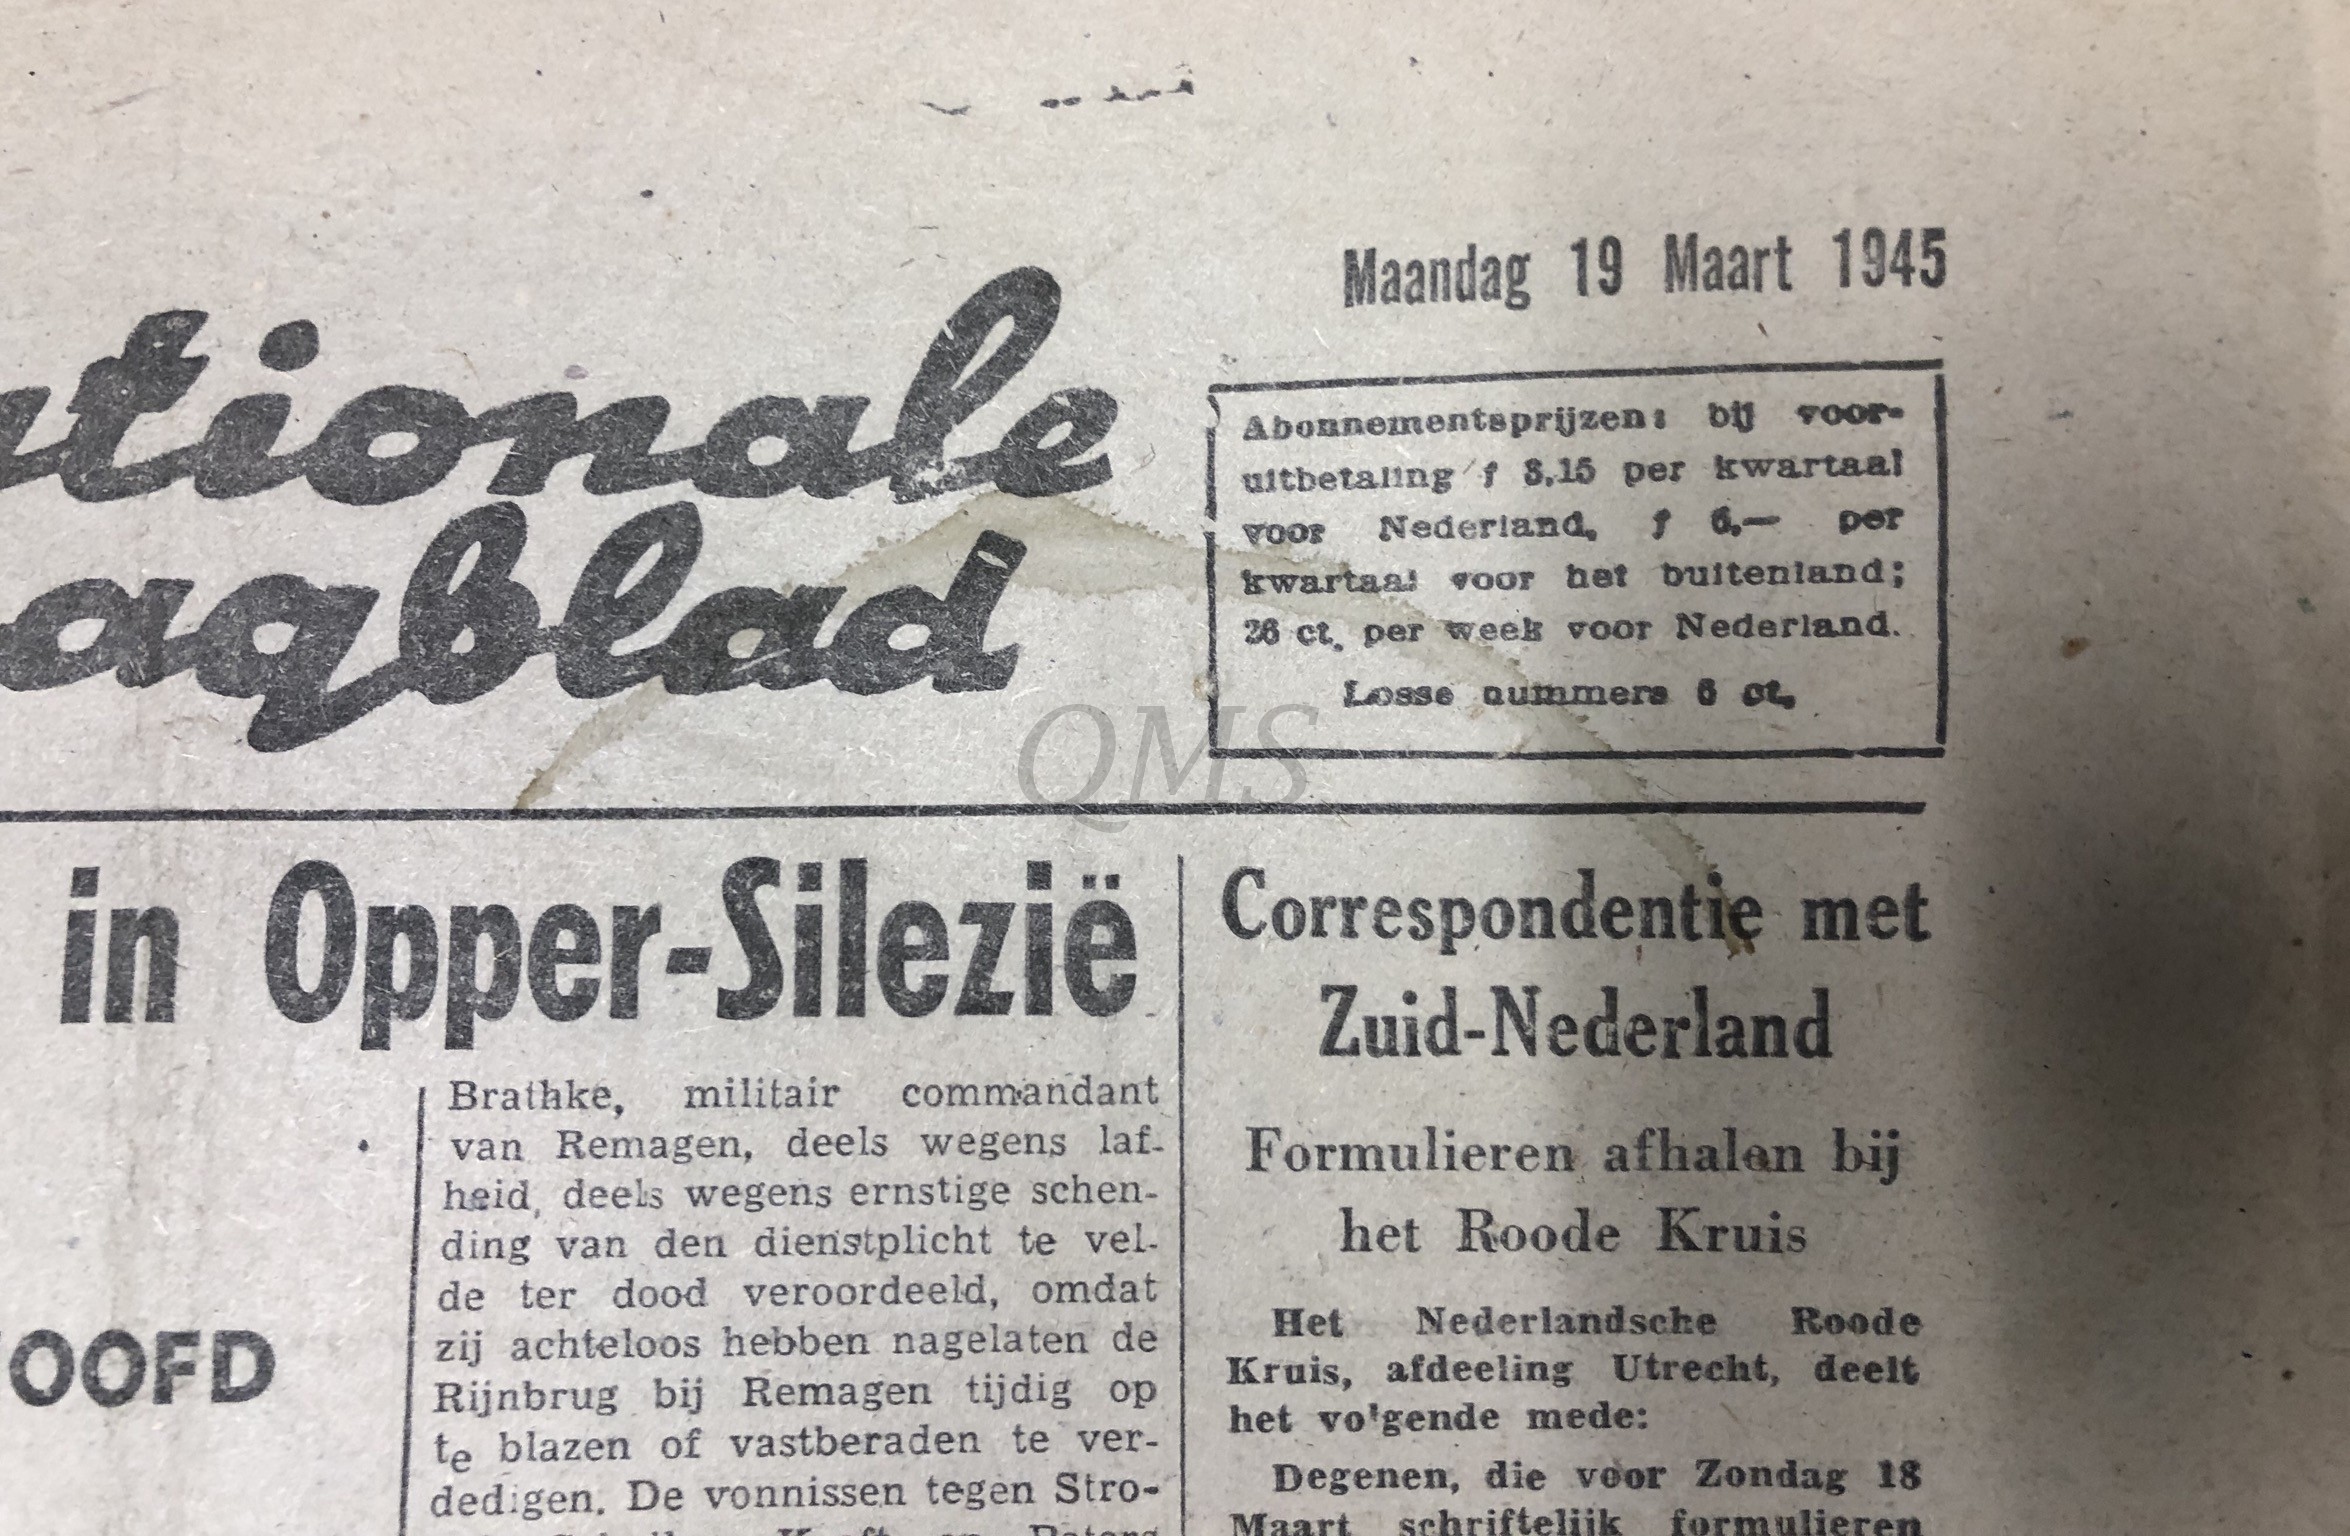 Maandag 19 Maart 1945
tionale
agblad
Abonnementsprijzen: bij voor-
uitbetaling f 3,15 per kwartaal
voor Nederland, f 6,— per
kwartaal voor het buitenland;
26 ct. per week voor Nederland.
Losse nummers 6 ct.
QMS
in Opper-Silezië
OOFD
Brathke, militair commandant
van Remagen, deels wegens laf-
heid, deels wegens ernstige schen-
ding van den dienstplicht te vel-
de ter dood veroordeeld, omdat
zij achteloos hebben nagelaten de
Rijnbrug bij Remagen tijdig op
te blazen of vastberaden te ver-
dedigen. De vonnissen tegen Stro-
Correspondentie met
Zuid-Nederland
Formulieren afhalen bij
het Roode Kruis
Het Nederlandsche Roode
Kruis, afdeeling Utrecht, deelt
het volgende mede:
Degenen, die voor Zondag 18
Maart schriftelijk formulieren